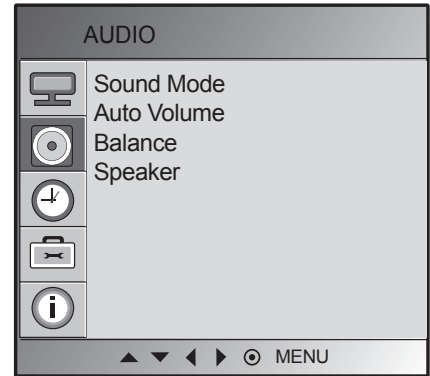 AUDIO
Sound Mode
Auto Volume
Balance
Speaker
MENU